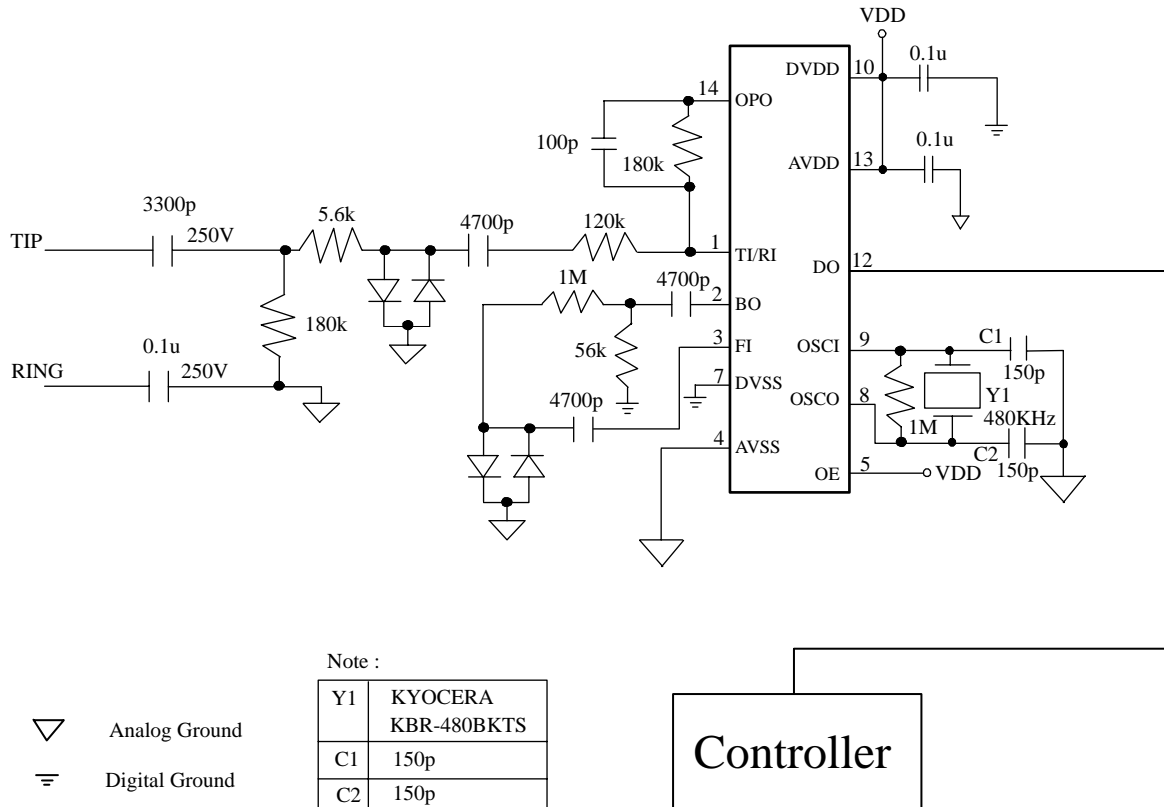 VDD
0.1u
DVDD 10
14 OPO
100p
180k
0.1u
AVDD 13
3300p
5.6k
4700p
120k
TIP
250V
1 TI/RI
DO 12
1M
4700p
2 BO
180k
56k
3 FI
OSCI 9
C1
150p
0.1u
RING
250V
7 DVSS
4700p
OSCO 8
Y1
1M
480KHz
C2
150p
4 AVSS
OE 5
VDD
Note :
Y1 KYOCERA
KBR-480BKTS
C1 150p
C2 150p
Analog Ground
Digital Ground
Controller